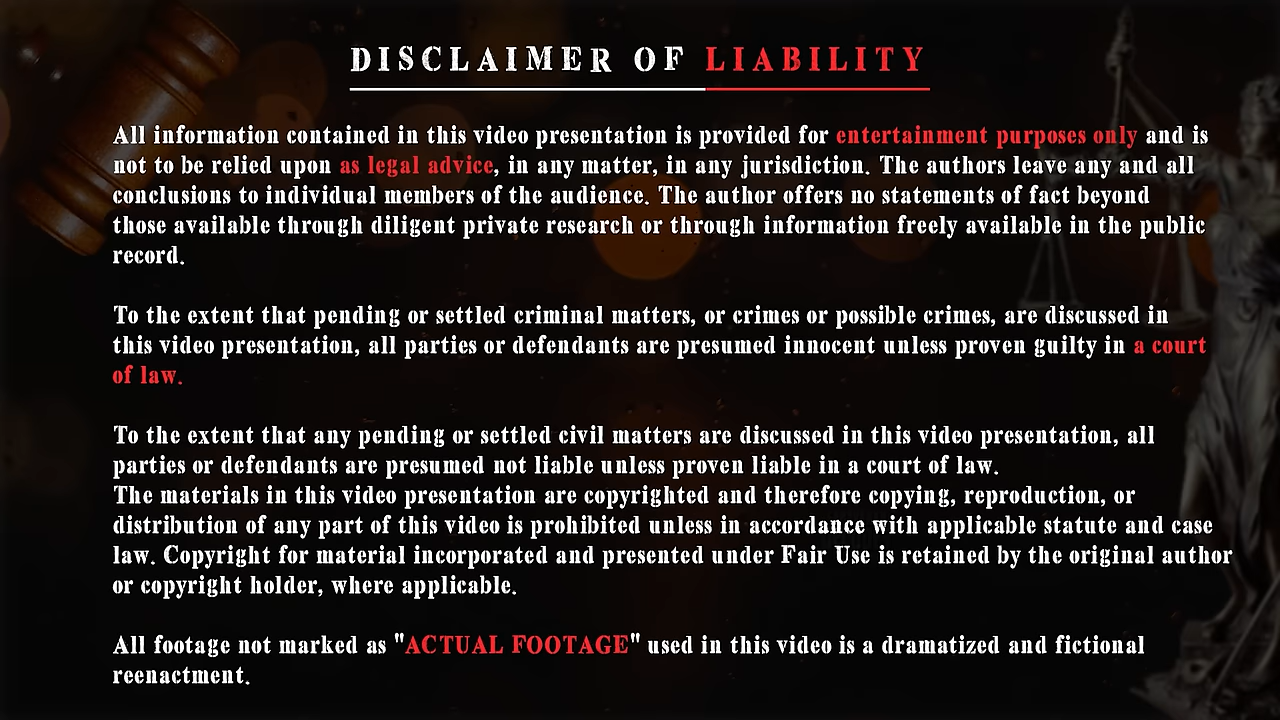 DISCLAIMER OF LIABILITY
All information contained in this video presentation is provided for entertainment purposes only and is
not to be relied upon as legal advice, in any matter, in any jurisdiction. The authors leave any and all
conclusions to individual members of the audience. The author offers no statements of fact beyond
those available through diligent private research or through information freely available in the public
record.
To the extent that pending or settled criminal matters, or crimes or possible crimes, are discussed in
this video presentation, all parties or defendants are presumed innocent unless proven guilty in a court
of law.
To the extent that any pending or settled civil matters are discussed in this video presentation, all
parties or defendants are presumed not liable unless proven liable in a court of law.
The materials in this video presentation are copyrighted and therefore copying, reproduction, or
distribution of any part of this video is prohibited unless in accordance with applicable statute and case
law. Copyright for material incorporated and presented under Fair Use is retained by the original author
or copyright holder, where applicable.
All footage not marked as "ACTUAL FOOTAGE" used in this video is a dramatized and fictional
reenactment.